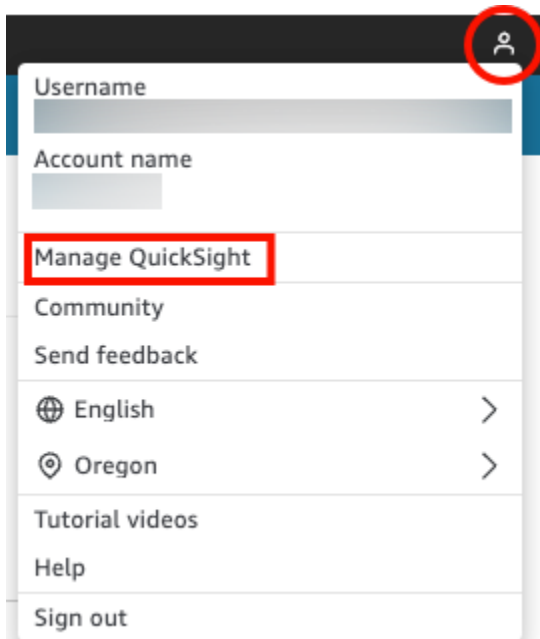 Username
Account name
Manage QuickSight
Community
Send feedback
English
Oregon
Tutorial videos
Help
Sign out